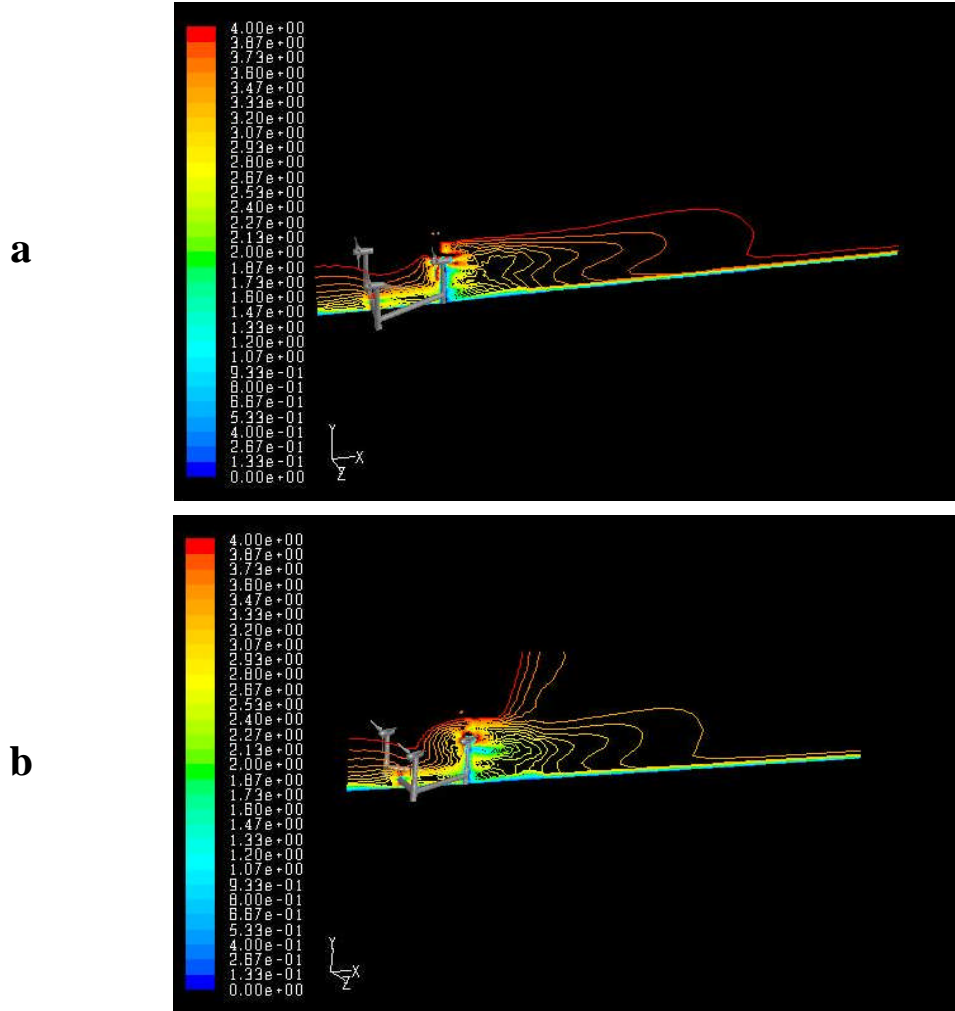 a
4.00e+00
3.87e+00
3.73e+00
3.60e+00
3.47e+00
3.33e+00
3.20e+00
3.07e+00
2.93e+00
2.80e+00
2.67e+00
2.53e+00
2.40e+00
2.27e+00
2.13e+00
2.00e+00
1.87e+00
1.73e+00
1.60e+00
1.47e+00
1.33e+00
1.20e+00
1.07e+00
9.33e-01
8.00e-01
6.67e-01
5.33e-01
4.00e-01
2.67e-01
1.33e-01
0.00e+00
Y
X
Z
b
4.00e+00
3.87e+00
3.73e+00
3.60e+00
3.47e+00
3.33e+00
3.20e+00
3.07e+00
2.93e+00
2.80e+00
2.67e+00
2.53e+00
2.40e+00
2.27e+00
2.13e+00
2.00e+00
1.87e+00
1.73e+00
1.60e+00
1.47e+00
1.33e+00
1.20e+00
1.07e+00
9.33e-01
8.00e-01
6.67e-01
5.33e-01
4.00e-01
2.67e-01
1.33e-01
0.00e+00
Y
X
Z